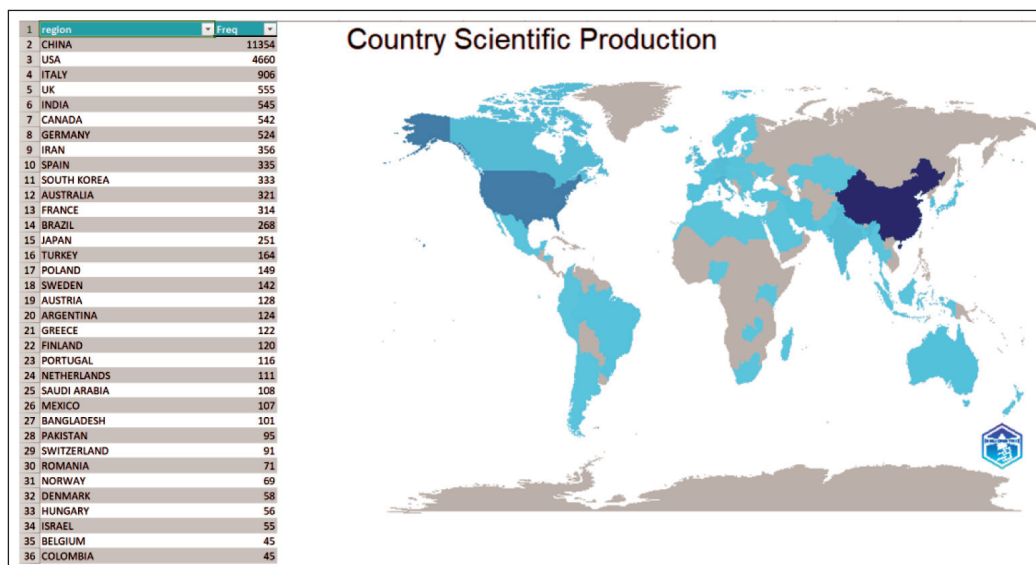 Country Scientific Production
1 region Freq
2 CHINA 11354
3 USA 4660
4 ITALY 906
5 UK 555
6 INDIA 545
7 CANADA 542
8 GERMANY 524
9 IRAN 356
10 SPAIN 335
11 SOUTH KOREA 333
12 AUSTRALIA 321
13 FRANCE 314
14 BRAZIL 268
15 JAPAN 251
16 TURKEY 164
17 POLAND 149
18 SWEDEN 142
19 AUSTRIA 128
20 ARGENTINA 124
21 GREECE 122
22 FINLAND 120
23 PORTUGAL 116
24 NETHERLANDS 111
25 SAUDI ARABIA 108
26 MEXICO 107
27 BANGLADESH 101
28 PAKISTAN 95
29 SWITZERLAND 91
30 ROMANIA 71
31 NORWAY 69
32 DENMARK 58
33 HUNGARY 56
34 ISRAEL 55
35 BELGIUM 45
36 COLOMBIA 45